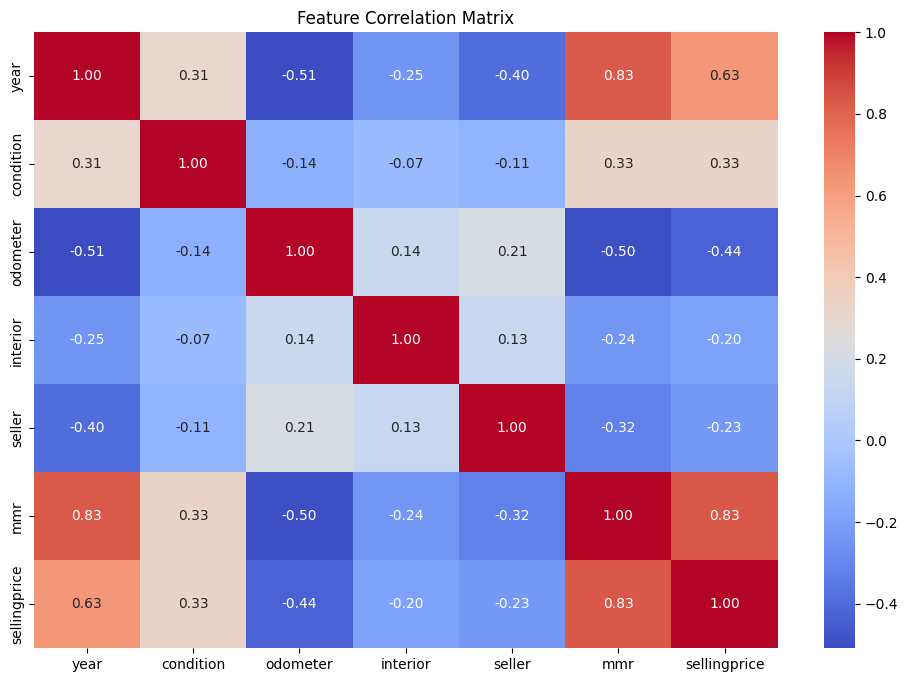 Feature Correlation Matrix
year 1.00 0.31 -0.51 -0.25 -0.40 0.83 0.63
condition 0.31 1.00 -0.14 -0.07 -0.11 0.33 0.33
odometer -0.51 -0.14 1.00 0.14 0.21 -0.50 -0.44
interior -0.25 -0.07 0.14 1.00 0.13 -0.24 -0.20
seller -0.40 -0.11 0.21 0.13 1.00 -0.32 -0.23
mmr 0.83 0.33 -0.50 -0.24 -0.32 1.00 0.83
sellingprice 0.63 0.33 -0.44 -0.20 -0.23 0.83 1.00
year condition odometer interior seller mmr sellingprice
1.0
0.8
0.6
0.4
0.2
0.0
−0.2
−0.4